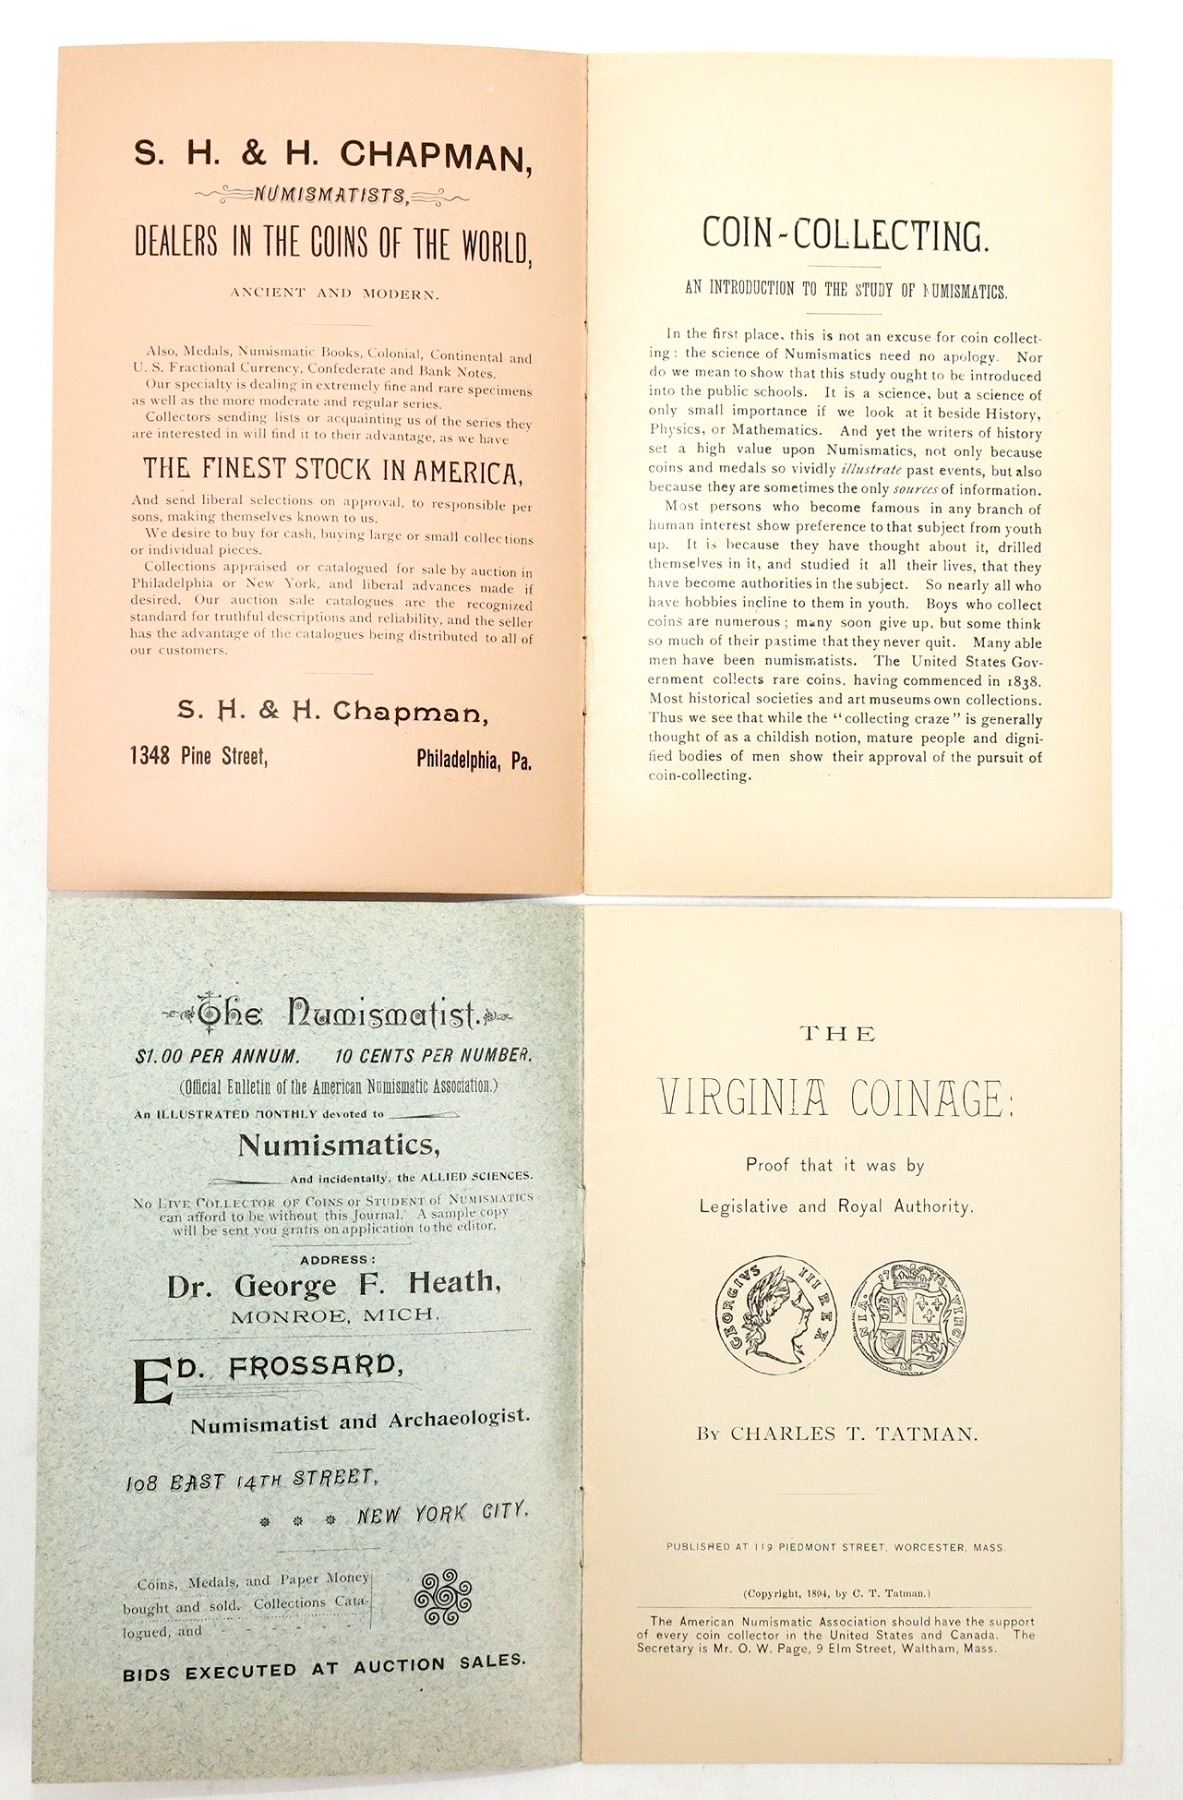 S. H. & H. CHAPMAN,
NUMISMATISTS,
DEALERS IN THE COINS OF THE WORLD,
ANCIENT AND MODERN.
Also, Medals, Numismatic Books, Colonial, Continental and
U. S. Fractional Currency, Confederate and Bank Notes.
Our specialty is dealing in extremely fine and rare specimens
as well as the more moderate and regular series.
Collectors sending lists or acquainting us of the series they
are interested in will find it to their advantage, as we have
THE FINEST STOCK IN AMERICA,
And send liberal selections on approval, to responsible per
sons, making themselves known to us.
We desire to buy for cash, buying large or small collections
or individual pieces.
Collections appraised or catalogued for sale by auction in
Philadelphia or New York, and liberal advances made if
desired. Our auction sale catalogues are the recognized
standard for truthful descriptions and reliability, and the seller
has the advantage of the catalogues being distributed to all of
our customers.
S. H. & H. Chapman,
1348 Pine Street, Philadelphia, Pa.
COIN-COLLECTING.
AN INTRODUCTION TO THE STUDY OF NUMISMATICS.
In the first place, this is not an excuse for coin collect-
ing: the science of Numismatics need no apology. Nor
do we mean to show that this study ought to be introduced
into the public schools. It is a science, but a science of
only small importance if we look at it beside History,
Physics, or Mathematics. And yet the writers of history
set a high value upon Numismatics, not only because
coins and medals so vividly illustrate past events, but also
because they are sometimes the only sources of information.
Most persons who become famous in any branch of
human interest show preference to that subject from youth
up. It is because they have thought about it, drilled
themselves in it, and studied it all their lives, that they
have become authorities in the subject. So nearly all who
have hobbies incline to them in youth. Boys who collect
coins are numerous; many soon give up, but some think
so much of their pastime that they never quit. Many able
men have been numismatists. The United States Gov-
ernment collects rare coins, having commenced in 1838.
Most historical societies and art museums own collections.
Thus we see that while the "collecting craze" is generally
thought of as a childish notion, mature people and digni-
fied bodies of men show their approval of the pursuit of
coin-collecting.
The Numismatist.
$1.00 PER ANNUM. 10 CENTS PER NUMBER.
(Official Bulletin of the American Numismatic Association.)
An ILLUSTRATED MONTHLY devoted to
Numismatics,
And incidentally, the ALLIED SCIENCES.
NO LIVE COLLECTOR OF COINS or STUDENT of NUMISMATICS
can afford to be without this Journal. A sample copy
will be sent you gratis on application to the editor.
ADDRESS:
Dr. George F. Heath,
MONROE, MICH.
ED. FROSSARD,
Numismatist and Archaeologist.
108 EAST 14TH STREET,
NEW YORK CITY.
Coins, Medals, and Paper Money
bought and sold. Collections Cata-
logued, and - - - - -
BIDS EXECUTED AT AUCTION SALES.
THE
VIRGINIA COINAGE:
Proof that it was by
Legislative and Royal Authority.
GEORGIVS III REX
VIRGI NIA. 1773.
By CHARLES T. TATMAN.
PUBLISHED AT 119 PIEDMONT STREET, WORCESTER, MASS.
(Copyright, 1894, by C. T. Tatman.)
The American Numismatic Association should have the support
of every coin collector in the United States and Canada. The
Secretary is Mr. O. W. Page, 9 Elm Street, Waltham, Mass.